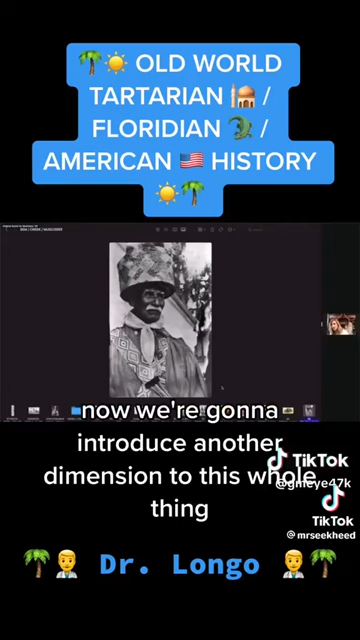 🌴☀️ OLD WORLD
TARTARIAN 🕌 /
FLORIDIAN 🐊 /
AMERICAN 🇺🇸 HISTORY
☀️🌴
now we're gonna
introduce another
dimension to this whole
thing
TikTok
@gmeye47k
TikTok
@mrseekheed
🌴👨‍⚕️ Dr. Longo 👨‍⚕️🌴